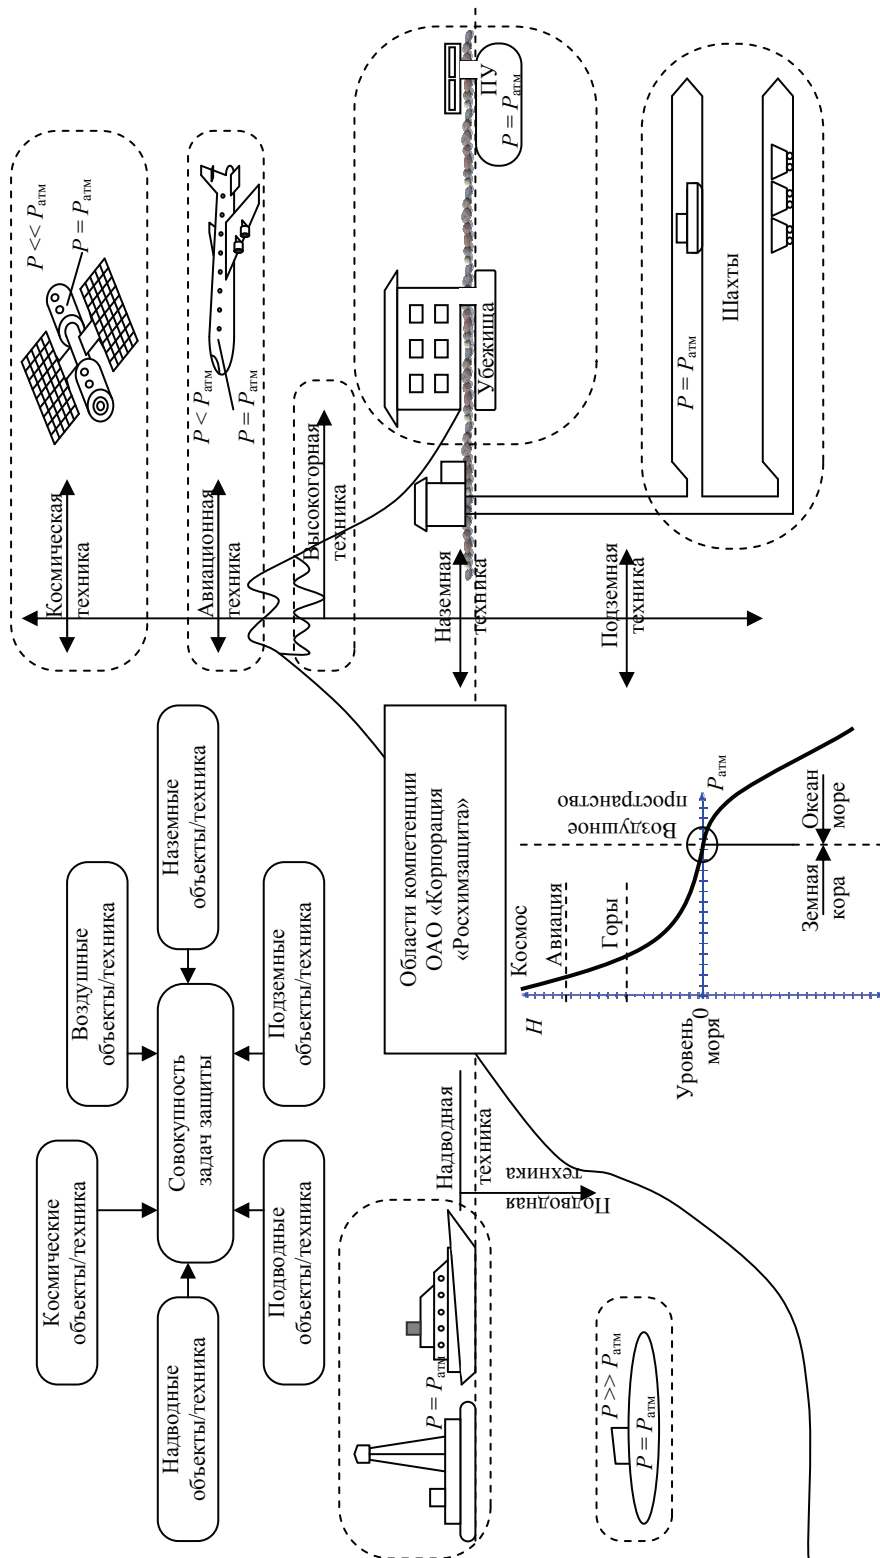 Космические
объекты/техника
Воздушные
объекты/техника
Надводные
объекты/техника
Совокупность
задач защиты
Наземные
объекты/техника
Подводные
объекты/техника
Подземные
объекты/техника
Космическая
техника
P << Pатм
P = Pатм
Авиационная
техника
P < Pатм
P = Pатм
Высокогорная
техника
P = Pатм
Надводная
техника
Подводная
техника
P >> Pатм
P = Pатм
Области компетенции
ОАО «Корпорация
«Росхимзащита»
Наземная
техника
Убежища
ПУ
P = Pатм
Подземная
техника
P = Pатм
Шахты
H
Космос
Авиация
Горы
Воздушное
пространство
Уровень
моря
0
Pатм
Земная
кора
Океан
море